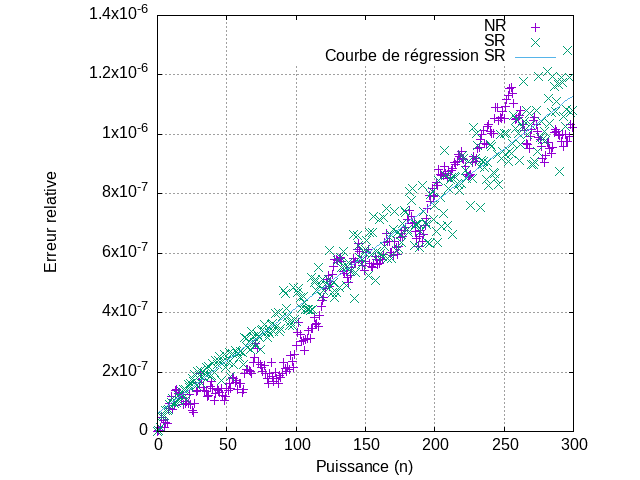 1.4x10-6
1.2x10-6
1x10-6
8x10-7
6x10-7
4x10-7
2x10-7
0
0 50 100 150 200 250 300
Erreur relative
Puissance (n)
NR
SR
Courbe de régression SR